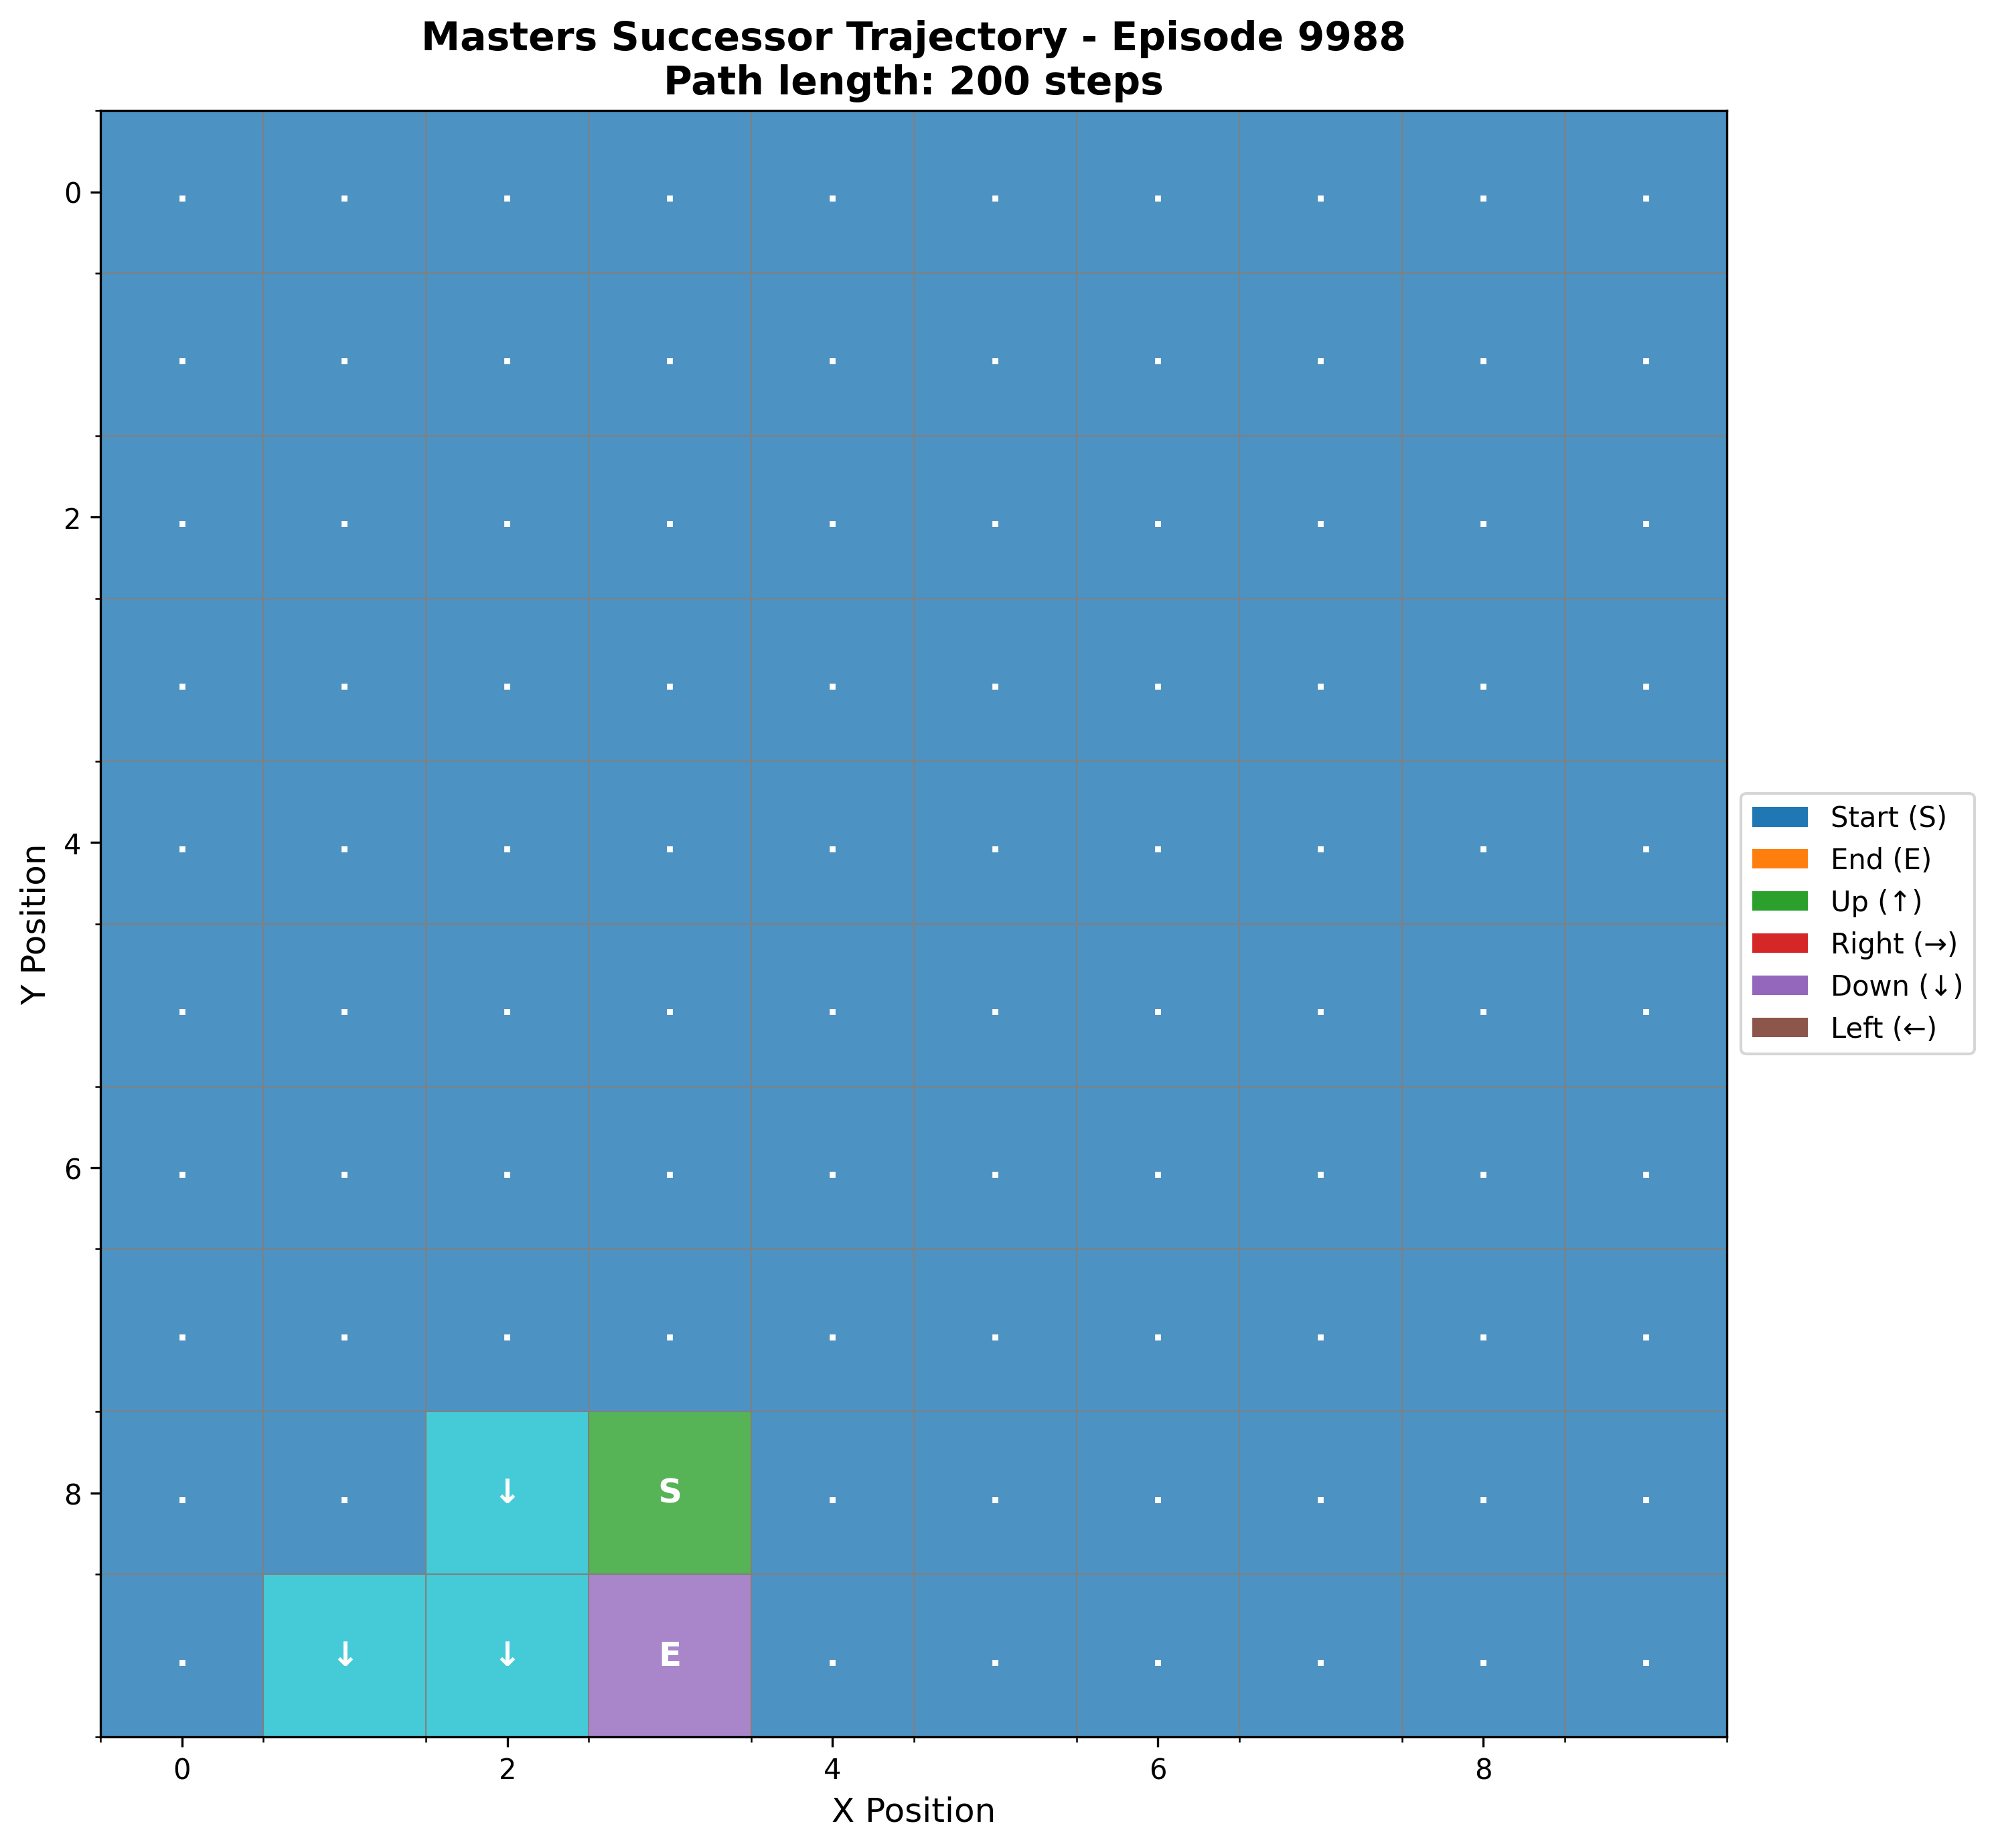 Masters Successor Trajectory - Episode 9988
Path length: 200 steps
0
2
4
6
8
Y Position
↓ S
↓ ↓ E
0 2 4 6 8
X Position
Start (S)
End (E)
Up (↑)
Right (→)
Down (↓)
Left (←)